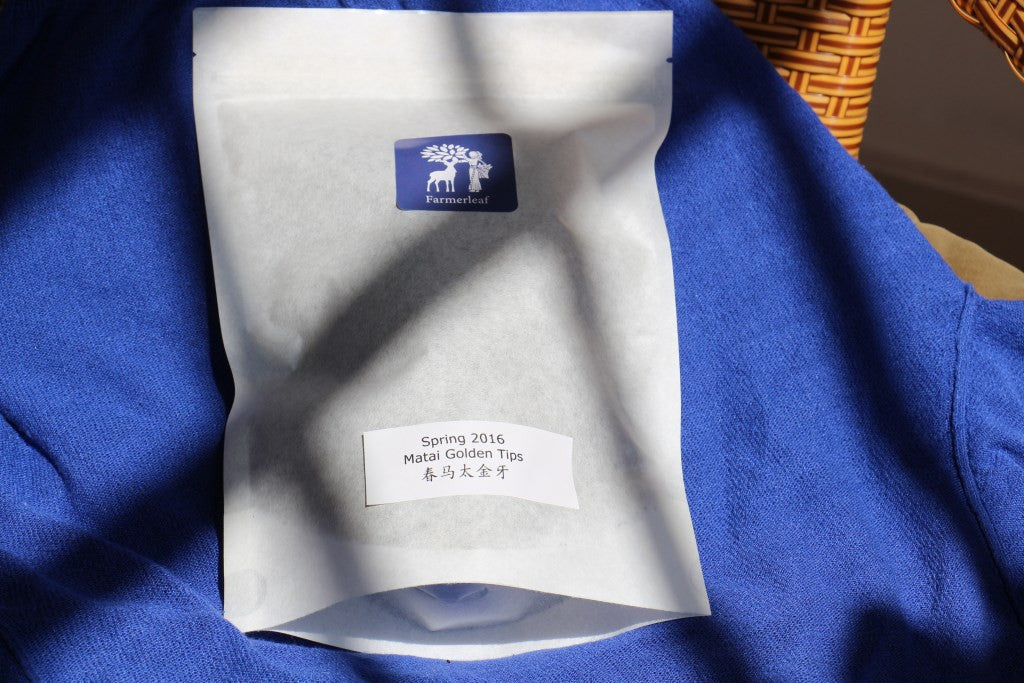 Farmerleaf
Spring 2016
Matai Golden Tips
春马太金牙